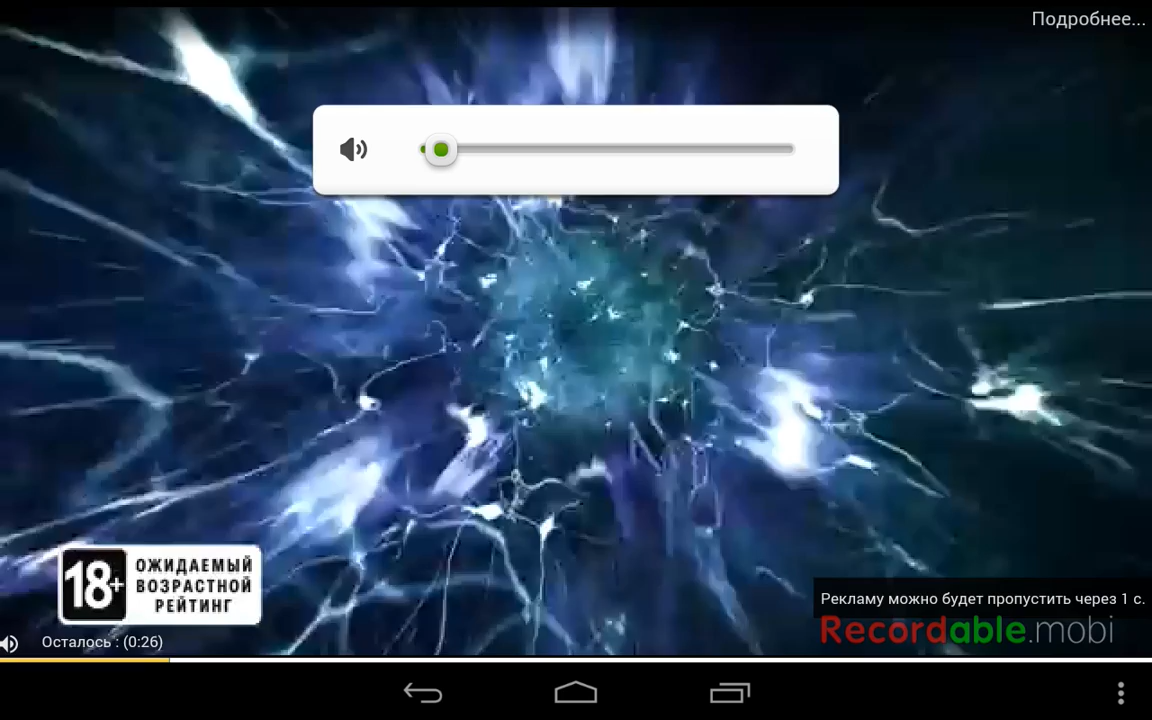 Подробнее...
18+
ОЖИДАЕМЫЙ
ВОЗРАСТНОЙ
РЕЙТИНГ
Рекламу можно будет пропустить через 1 с.
Recordable.mobi
Осталось : (0:26)